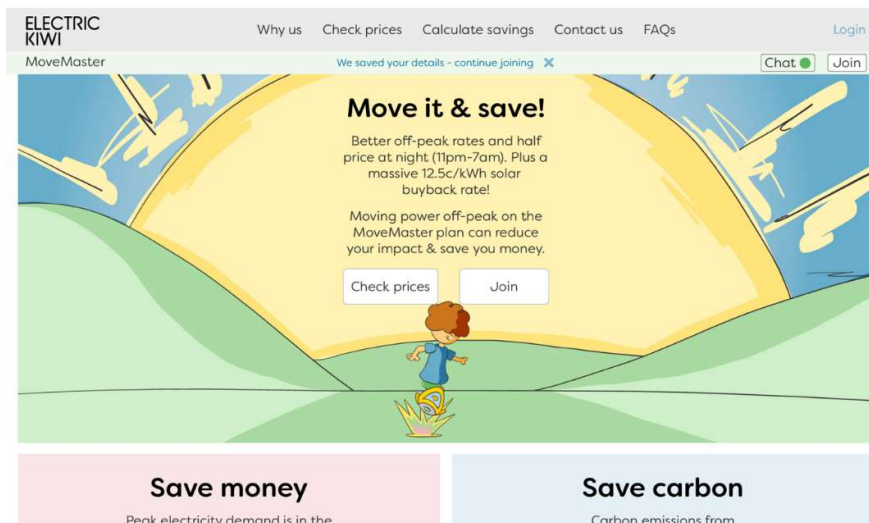 ELECTRIC
KIWI
Why us
Check prices
Calculate savings
Contact us
FAQs
Login
MoveMaster
We saved your details - continue joining
Chat
Join
Move it & save!
Better off-peak rates and half
price at night (11pm-7am). Plus a
massive 12.5c/kWh solar
buyback rate!
Moving power off-peak on the
MoveMaster plan can reduce
your impact & save you money.
Check prices
Join
Save money
Peak electricity demand is in the
Save carbon
Carbon emissions from